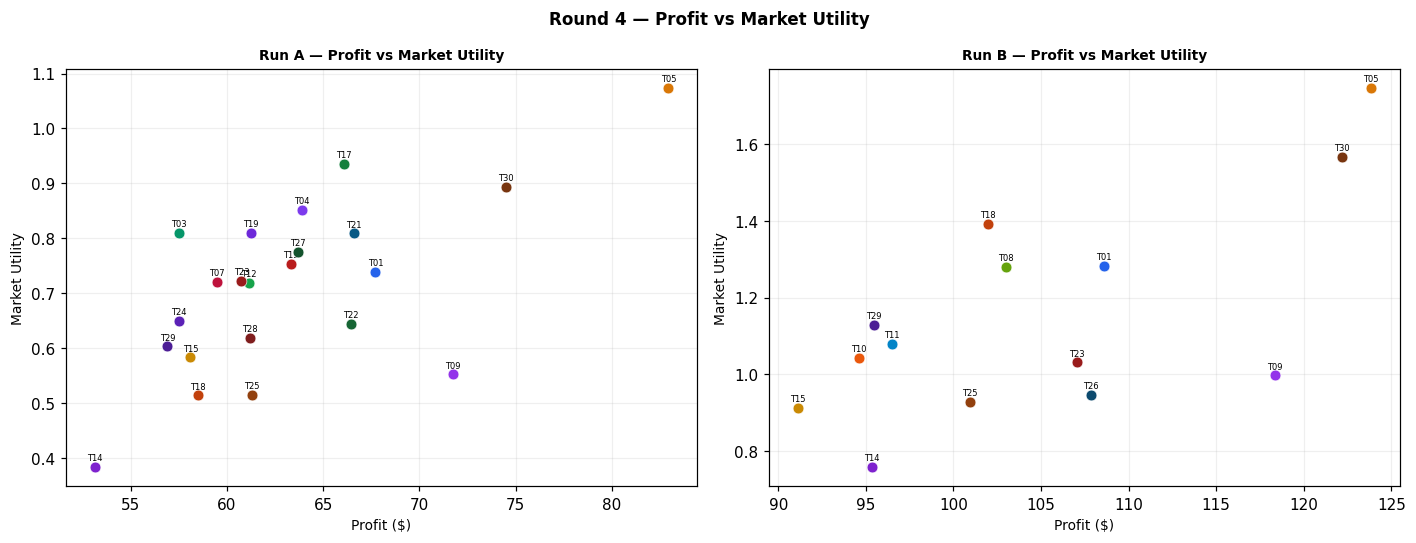 Round 4 — Profit vs Market Utility
Run A — Profit vs Market Utility
Market Utility
1.1
1.0
0.9
0.8
0.7
0.6
0.5
0.4
T05
T17
T30
T04
T03
T19
T21
T27
T01
T07
T23
T12
T24
T22
T28
T29
T15
T09
T18
T25
T14
55
60
65
70
75
80
Profit ($)
Run B — Profit vs Market Utility
Market Utility
1.6
1.4
1.2
1.0
0.8
T05
T30
T18
T08
T01
T29
T11
T10
T23
T09
T26
T25
T15
T14
90
95
100
105
110
115
120
125
Profit ($)